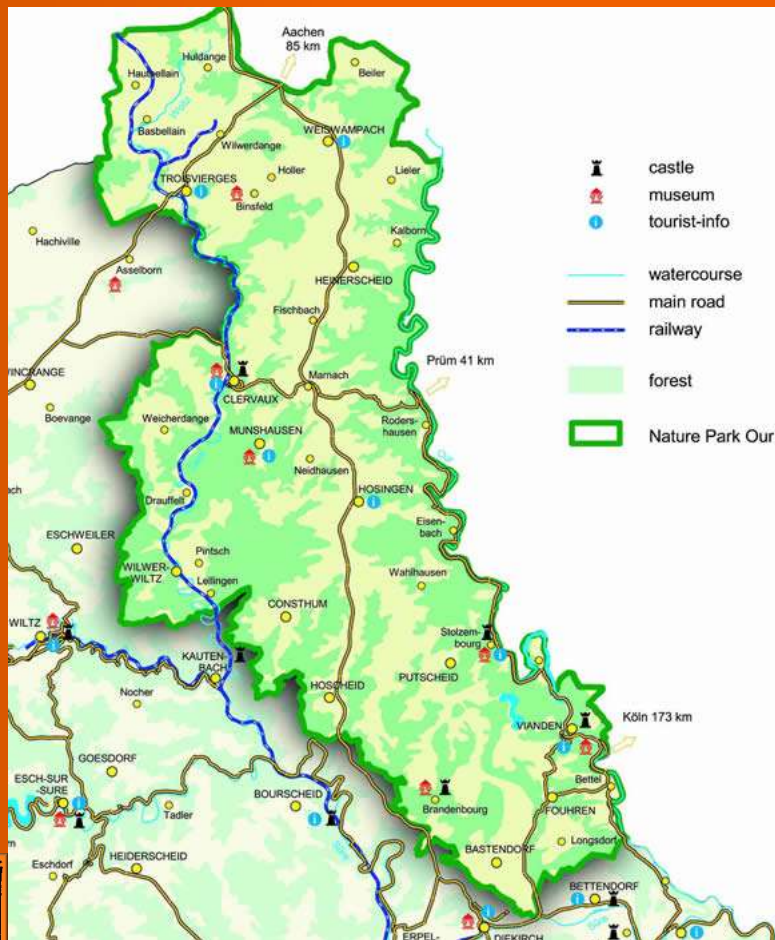 Aachen
85 km
Huldange
Hautbellain
Beiler
Basbellain
WEISWAMPACH
Wilwerdange
Holler
Lieler
TROISVIERGES
Binsfeld
Hachiville
Kalborn
Asselborn
HEINERSCHEID
Fischbach
Prüm 41 km
WINCRANGE
Marnach
CLERVAUX
Boevange
Weicherdange
Roders-
hausen
MUNSHAUSEN
Neidhausen
Drauffelt
HOSINGEN
Eisen-
bach
ESCHWEILER
Pintsch
WILWER-
WILTZ
Wahlhausen
Lellingen
CONSTHUM
WILTZ
Stolzem-
bourg
KAUTEN-
BACH
PUTSCHEID
Nocher
HOSCHEID
Köln 173 km
VIANDEN
GOESDORF
Bettel
ESCH-SUR
-SURE
BOURSCHEID
Brandenbourg
FOUHREN
Tadler
Longsdorf
Eschdorf
HEIDERSCHEID
BASTENDORF
BETTENDORF
ERPEL-
DIEKIRCH
castle
museum
tourist-info
watercourse
main road
railway
forest
Nature Park Our